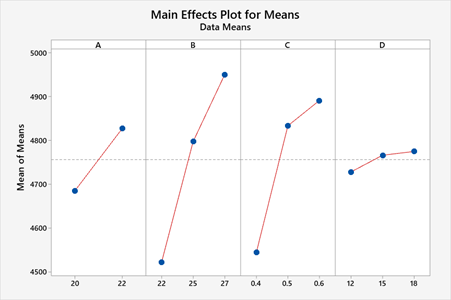 Main Effects Plot for Means
Data Means
A B C D
Mean of Means
5000
4900
4800
4700
4600
4500
20 22 22 25 27 0.4 0.5 0.6 12 15 18